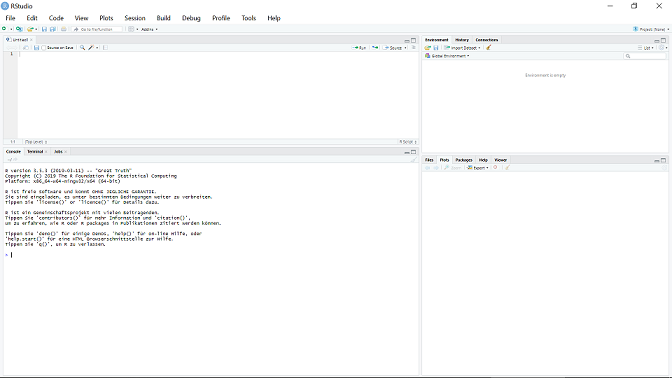 RStudio
File Edit Code View Plots Session Build Debug Profile Tools Help
Go to file/function Addins
Project: (None)
Untitled1
Source on Save Run Source
1
1:1 (Top Level) R Script
Console Terminal Jobs
R version 3.5.3 (2019-03-11) -- "Great Truth"
Copyright (C) 2019 The R Foundation for Statistical Computing
Platform: x86_64-w64-mingw32/x64 (64-bit)
R ist freie Software und kommt OHNE JEGLICHE GARANTIE.
Sie sind eingeladen, es unter bestimmten Bedingungen weiter zu verbreiten.
Tippen Sie 'license()' or 'licence()' für Details dazu.
R ist ein Gemeinschaftsprojekt mit vielen Beitragenden.
Tippen Sie 'contributors()' für mehr Information und 'citation()',
um zu erfahren, wie R oder R packages in Publikationen zitiert werden können.
Tippen Sie 'demo()' für einige Demos, 'help()' für on-line Hilfe, oder
'help.start()' für eine HTML Browserschnittstelle zur Hilfe.
Tippen Sie 'q()', um R zu verlassen.
>
Environment History Connections
Import Dataset List
Global Environment
Environment is empty
Files Plots Packages Help Viewer
Zoom Export